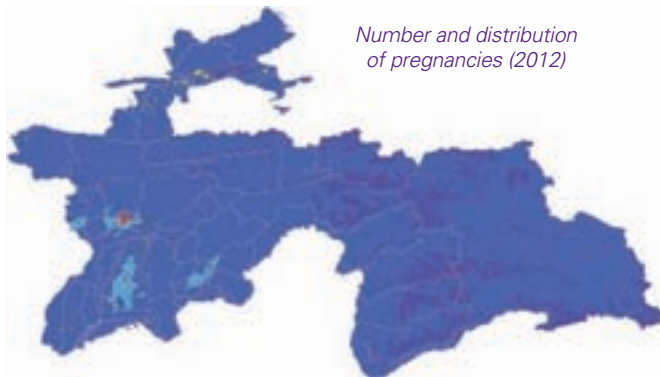 Number and distribution
of pregnancies (2012)